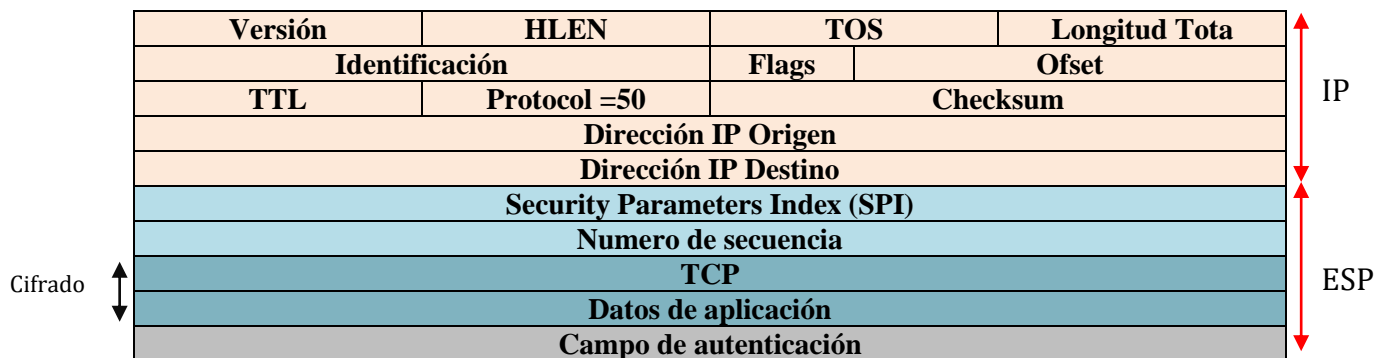 Versión HLEN TOS Longitud Tota
Identificación Flags Ofset
TTL Protocol =50 Checksum
IP
Dirección IP Origen
Dirección IP Destino
Security Parameters Index (SPI)
Numero de secuencia
TCP
Cifrado
ESP
Datos de aplicación
Campo de autenticación